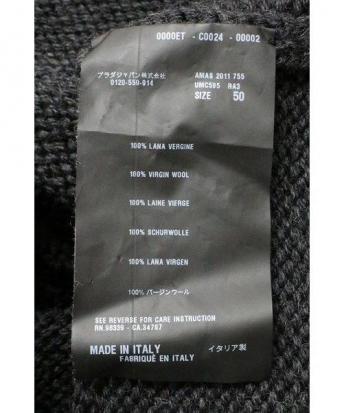 0000ET - C0024 - 00002
プラダジャパン株式会社
0120-559-914
AMAS 2011 755
UMC595 RA3
SIZE 50
100% LANA VERGINE
100% VIRGIN WOOL
100% LAINE VIERGE
100% SCHURWOLLE
100% LANA VIRGEN
100% バージンウール
SEE REVERSE FOR CARE INSTRUCTION
RN.98339 - CA.34787
MADE IN ITALY イタリア製
FABRIQUÉ EN ITALY